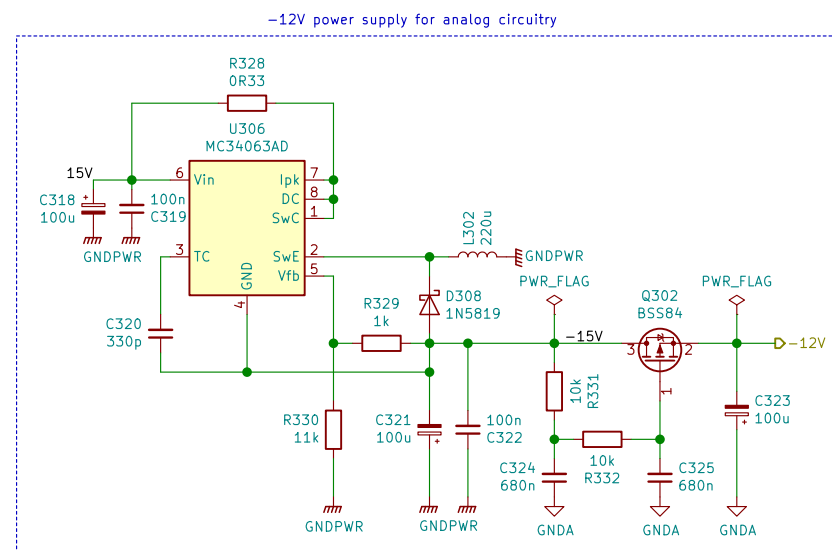 -12V power supply for analog circuitry
R328
0R33
U306
MC34063AD
15V
6
Vin
Ipk
7
DC
8
SwC
1
C318
100u
100n
C319
GNDPWR
3
TC
SwE
2
Vfb
5
GND
4
L302
220u
GNDPWR
PWR_FLAG
Q302
BSS84
PWR_FLAG
D308
1N5819
R329
1k
C320
330p
-15V
3
2
1
-12V
10k
R331
C323
100u
R330
11k
C321
100u
100n
C322
10k
R332
C324
680n
C325
680n
GNDPWR
GNDPWR
GNDA
GNDA
GNDA